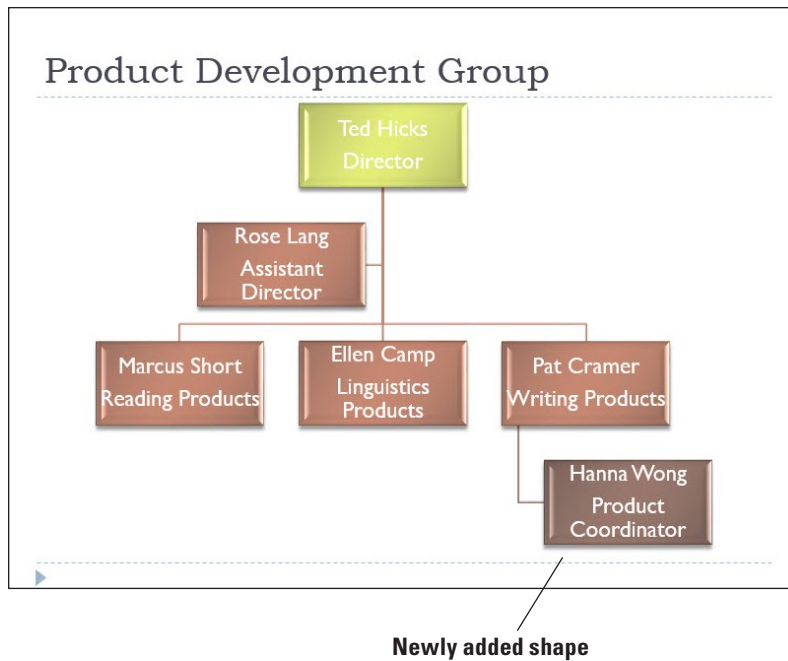 Product Development Group
Ted Hicks
Director
Rose Lang
Assistant
Director
Marcus Short
Reading Products
Ellen Camp
Linguistics
Products
Pat Cramer
Writing Products
Hanna Wong
Product
Coordinator
Newly added shape